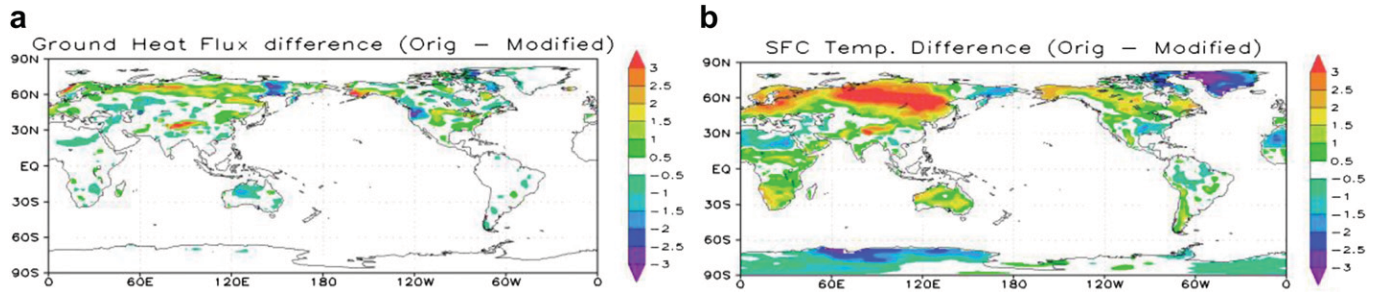 a
Ground Heat Flux difference (Orig − Modified)
90N
60N
30N
EQ
30S
60S
90S
60E
120E
180
120W
60W
0
3
2.5
2
1.5
1
0.5
−0.5
−1
−1.5
−2
−2.5
−3
b
SFC Temp. Difference (Orig − Modified)
90N
60N
30N
EQ
30S
60S
90S
0
60E
120E
180
120W
60W
0
3
2.5
2
1.5
1
0.5
−0.5
−1
−1.5
−2
−2.5
−3